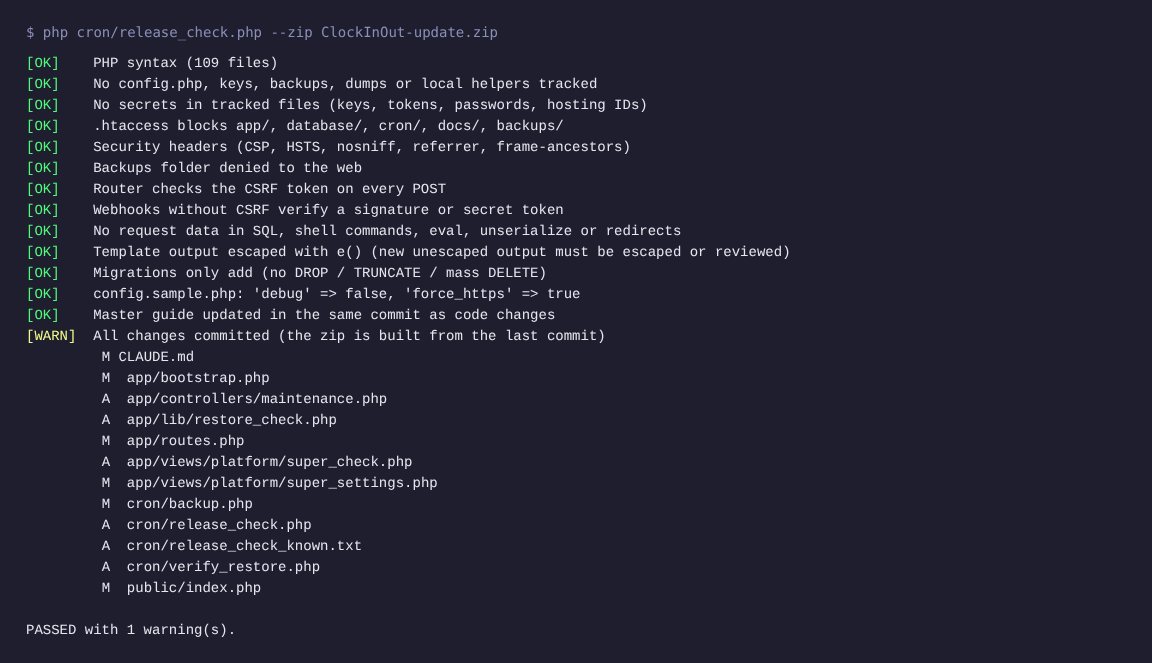 $ php cron/release_check.php --zip ClockInOut-update.zip
[OK] PHP syntax (109 files)
[OK] No config.php, keys, backups, dumps or local helpers tracked
[OK] No secrets in tracked files (keys, tokens, passwords, hosting IDs)
[OK] .htaccess blocks app/, database/, cron/, docs/, backups/
[OK] Security headers (CSP, HSTS, nosniff, referrer, frame-ancestors)
[OK] Backups folder denied to the web
[OK] Router checks the CSRF token on every POST
[OK] Webhooks without CSRF verify a signature or secret token
[OK] No request data in SQL, shell commands, eval, unserialize or redirects
[OK] Template output escaped with e() (new unescaped output must be escaped or reviewed)
[OK] Migrations only add (no DROP / TRUNCATE / mass DELETE)
[OK] config.sample.php: 'debug' => false, 'force_https' => true
[OK] Master guide updated in the same commit as code changes
[WARN] All changes committed (the zip is built from the last commit)
M CLAUDE.md
M app/bootstrap.php
A app/controllers/maintenance.php
A app/lib/restore_check.php
M app/routes.php
A app/views/platform/super_check.php
M app/views/platform/super_settings.php
M cron/backup.php
A cron/release_check.php
A cron/release_check_known.txt
A cron/verify_restore.php
M public/index.php
PASSED with 1 warning(s).